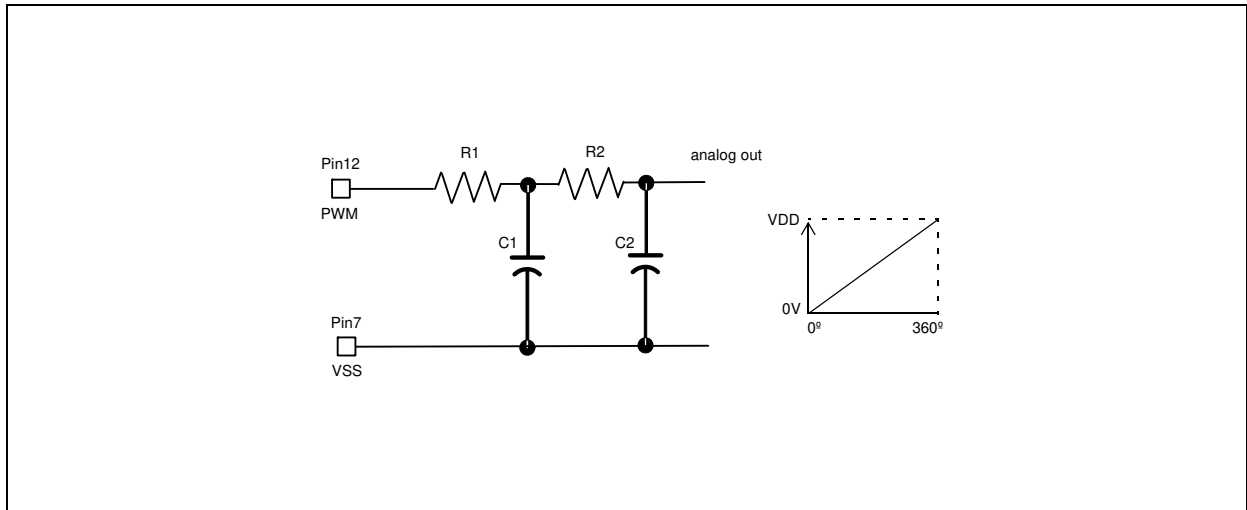 Pin12
PWM
R1
R2
analog out
C1
C2
Pin7
VSS
VDD
0V
0º
360º